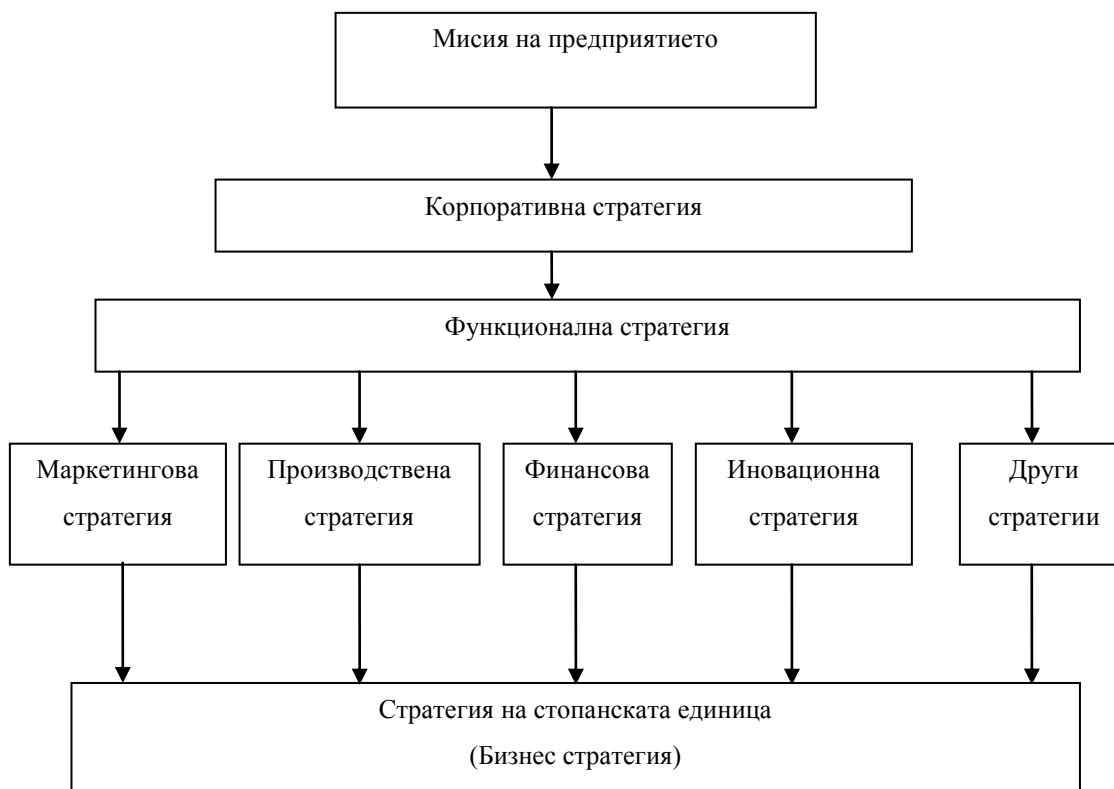 Мисия на предприятието
Корпоративна стратегия
Функционална стратегия
Маркетингова
стратегия
Производствена
стратегия
Финансова
стратегия
Иновационна
стратегия
Други
стратегии
Стратегия на стопанската единица
(Бизнес стратегия)